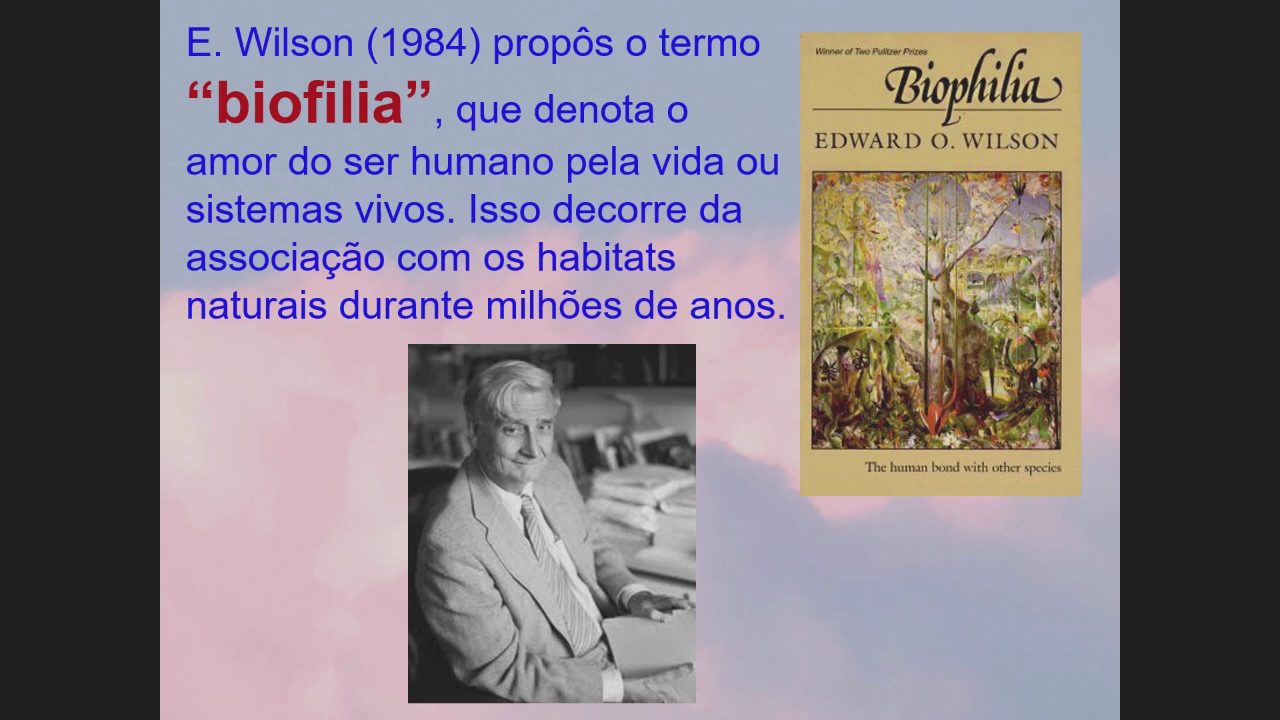 E. Wilson (1984) propôs o termo
“biofilia”, que denota o
amor do ser humano pela vida ou
sistemas vivos. Isso decorre da
associação com os habitats
naturais durante milhões de anos.
Winner of Two Pulitzer Prizes
Biophilia
EDWARD O. WILSON
The human bond with other species